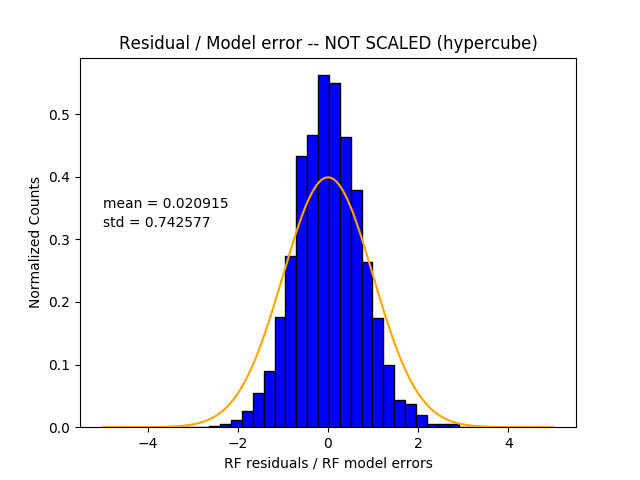 Residual / Model error -- NOT SCALED (hypercube)
Normalized Counts
0.5
0.4
0.3
0.2
0.1
0.0
mean = 0.020915
std = 0.742577
−4 −2 0 2 4
RF residuals / RF model errors